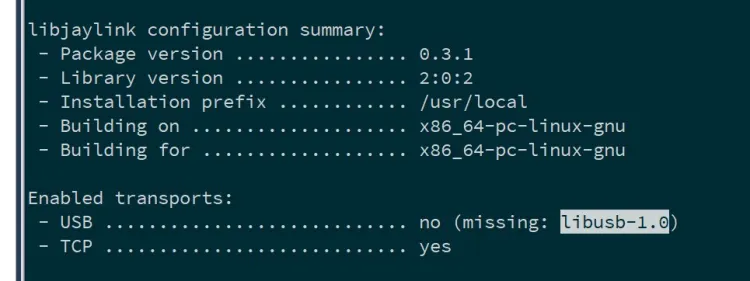 libjaylink configuration summary:
- Package version ................ 0.3.1
- Library version ................ 2:0:2
- Installation prefix ............ /usr/local
- Building on .................... x86_64-pc-linux-gnu
- Building for ................... x86_64-pc-linux-gnu
Enabled transports:
- USB ............................ no (missing: libusb-1.0)
- TCP ............................ yes